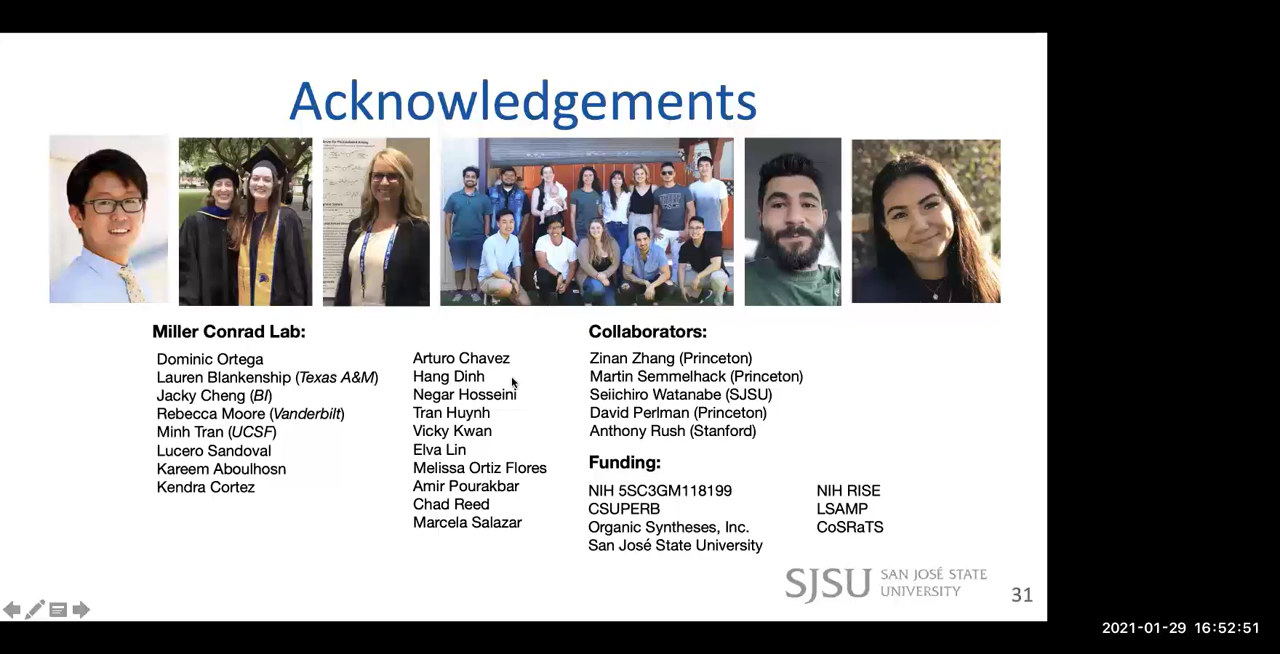 Acknowledgements
Miller Conrad Lab:
Dominic Ortega
Lauren Blankenship (Texas A&M)
Jacky Cheng (BI)
Rebecca Moore (Vanderbilt)
Minh Tran (UCSF)
Lucero Sandoval
Kareem Aboulhosn
Kendra Cortez
Arturo Chavez
Hang Dinh
Negar Hosseini
Tran Huynh
Vicky Kwan
Elva Lin
Melissa Ortiz Flores
Amir Pourakbar
Chad Reed
Marcela Salazar
Collaborators:
Zinan Zhang (Princeton)
Martin Semmelhack (Princeton)
Seiichiro Watanabe (SJSU)
David Perlman (Princeton)
Anthony Rush (Stanford)
Funding:
NIH 5SC3GM118199
CSUPERB
Organic Syntheses, Inc.
San José State University
NIH RISE
LSAMP
CoSRaTS
SJSU SAN JOSÉ STATE
UNIVERSITY
31
2021-01-29 16:52:51